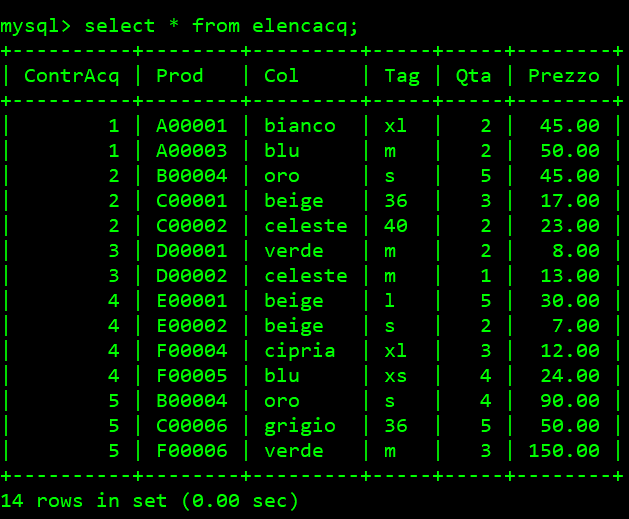 mysql> select * from elencacq;
+----------+--------+---------+-----+-----+--------+
| ContrAcq | Prod   | Col     | Tag | Qta | Prezzo |
+----------+--------+---------+-----+-----+--------+
|        1 | A00001 | bianco  | xl  |   2 |  45.00 |
|        1 | A00003 | blu     | m   |   2 |  50.00 |
|        2 | B00004 | oro     | s   |   5 |  45.00 |
|        2 | C00001 | beige   | 36  |   3 |  17.00 |
|        2 | C00002 | celeste | 40  |   2 |  23.00 |
|        3 | D00001 | verde   | m   |   2 |   8.00 |
|        3 | D00002 | celeste | m   |   1 |  13.00 |
|        4 | E00001 | beige   | l   |   5 |  30.00 |
|        4 | E00002 | beige   | s   |   2 |   7.00 |
|        4 | F00004 | cipria  | xl  |   3 |  12.00 |
|        4 | F00005 | blu     | xs  |   4 |  24.00 |
|        5 | B00004 | oro     | s   |   4 |  90.00 |
|        5 | C00006 | grigio  | 36  |   5 |  50.00 |
|        5 | F00006 | verde   | m   |   3 | 150.00 |
+----------+--------+---------+-----+-----+--------+
14 rows in set (0.00 sec)